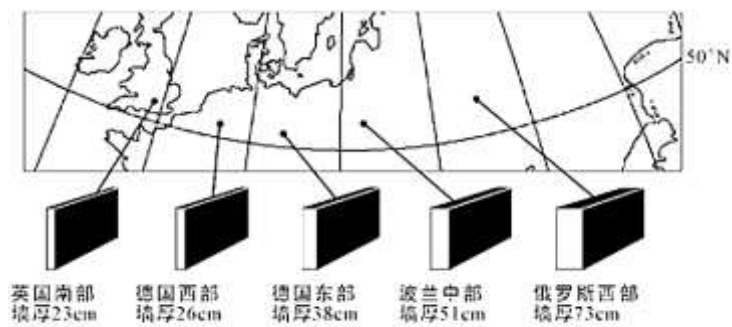 50°N
英国南部
墙厚23cm
德国西部
墙厚26cm
德国东部
墙厚38cm
波兰中部
墙厚51cm
俄罗斯西部
墙厚73cm